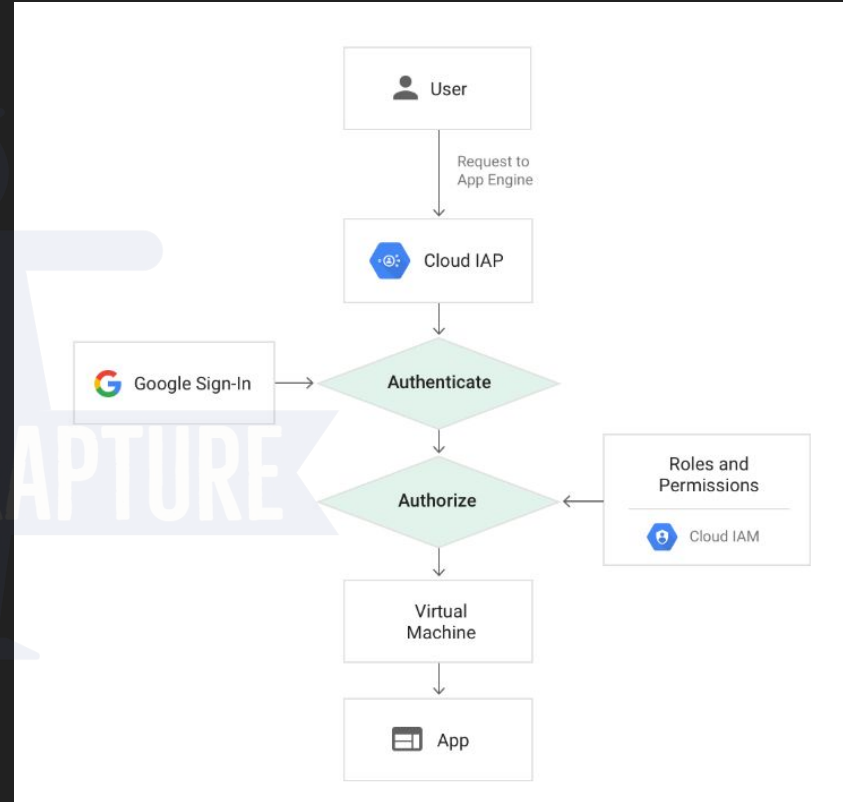 User
Request to
App Engine
Cloud IAP
Google Sign-In
Authenticate
APTURE
Authorize
Roles and
Permissions
Cloud IAM
Virtual
Machine
App